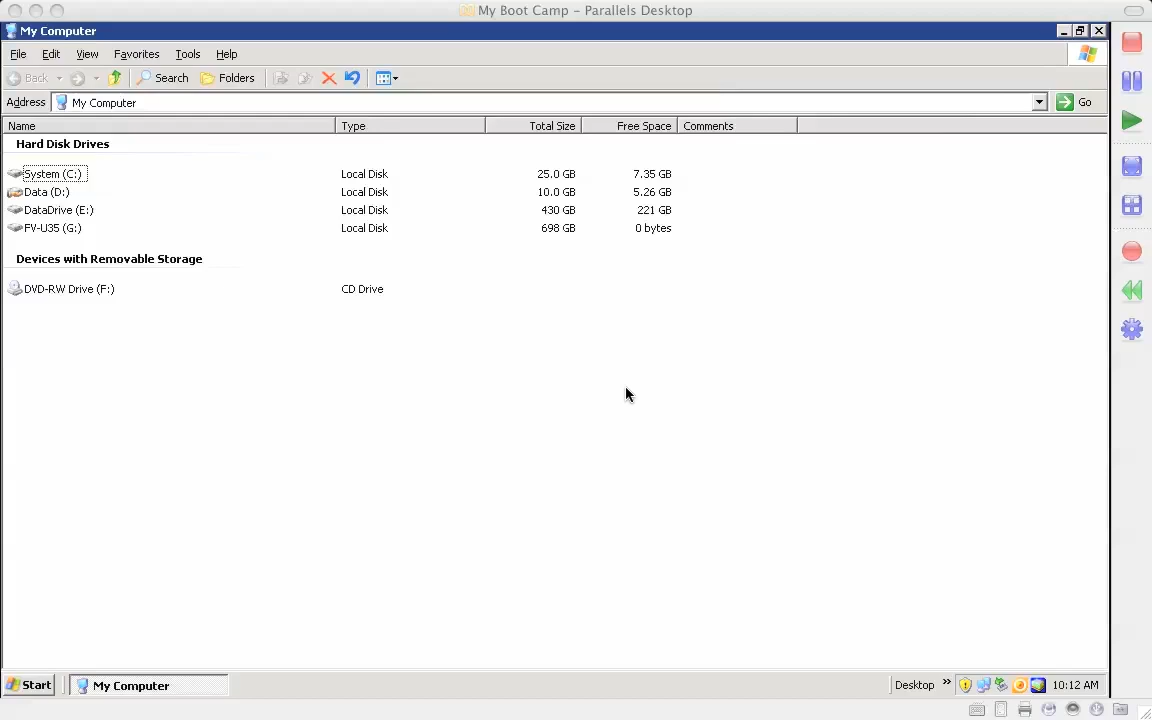 My Boot Camp – Parallels Desktop
My Computer
File Edit View Favorites Tools Help
Back Search Folders
Address My Computer Go
Name Type Total Size Free Space Comments
Hard Disk Drives
System (C:) Local Disk 25.0 GB 7.35 GB
Data (D:) Local Disk 10.0 GB 5.26 GB
DataDrive (E:) Local Disk 430 GB 221 GB
FV-U35 (G:) Local Disk 698 GB 0 bytes
Devices with Removable Storage
DVD-RW Drive (F:) CD Drive
Start My Computer Desktop » 10:12 AM